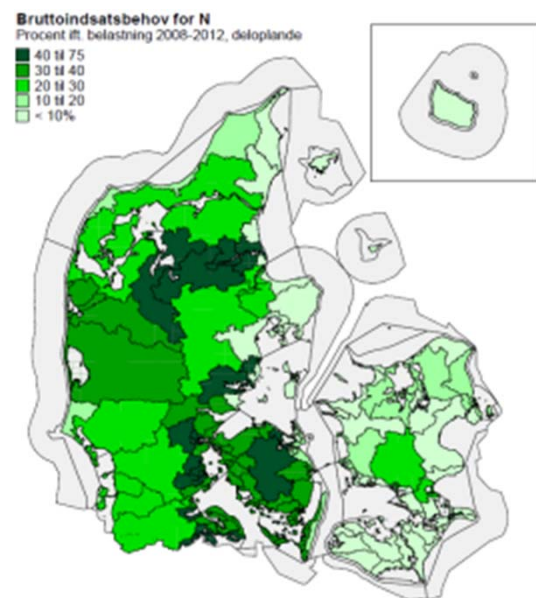 Bruttoindsatsbehov for N
Procent ift. belastning 2008-2012, deloplande
40 til 75
30 til 40
20 til 30
10 til 20
< 10%